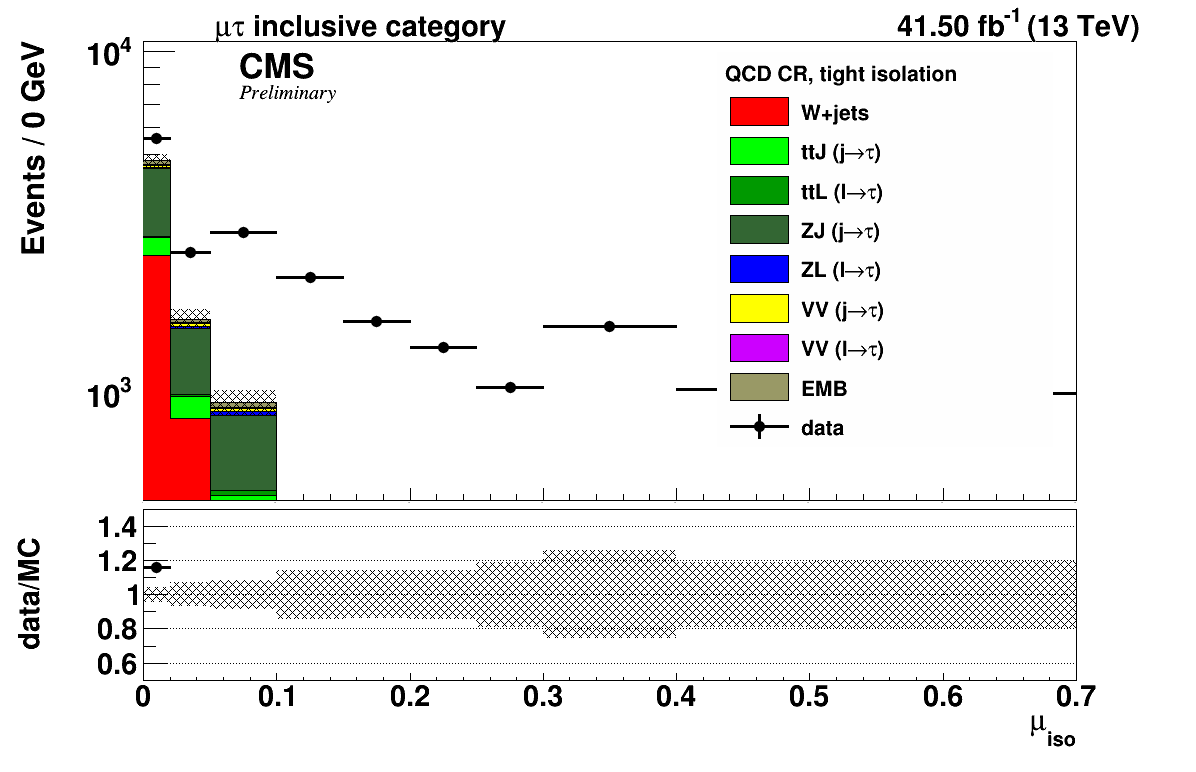 μτ inclusive category 41.50 fb⁻¹ (13 TeV)
Events / 0 GeV
10⁴
10³
CMS
Preliminary
QCD CR, tight isolation
W+jets
ttJ (j→τ)
ttL (l→τ)
ZJ (j→τ)
ZL (l→τ)
VV (j→τ)
VV (l→τ)
EMB
data
data/MC
1.4
1.2
1
0.8
0.6
0 0.1 0.2 0.3 0.4 0.5 0.6 0.7
μ_iso